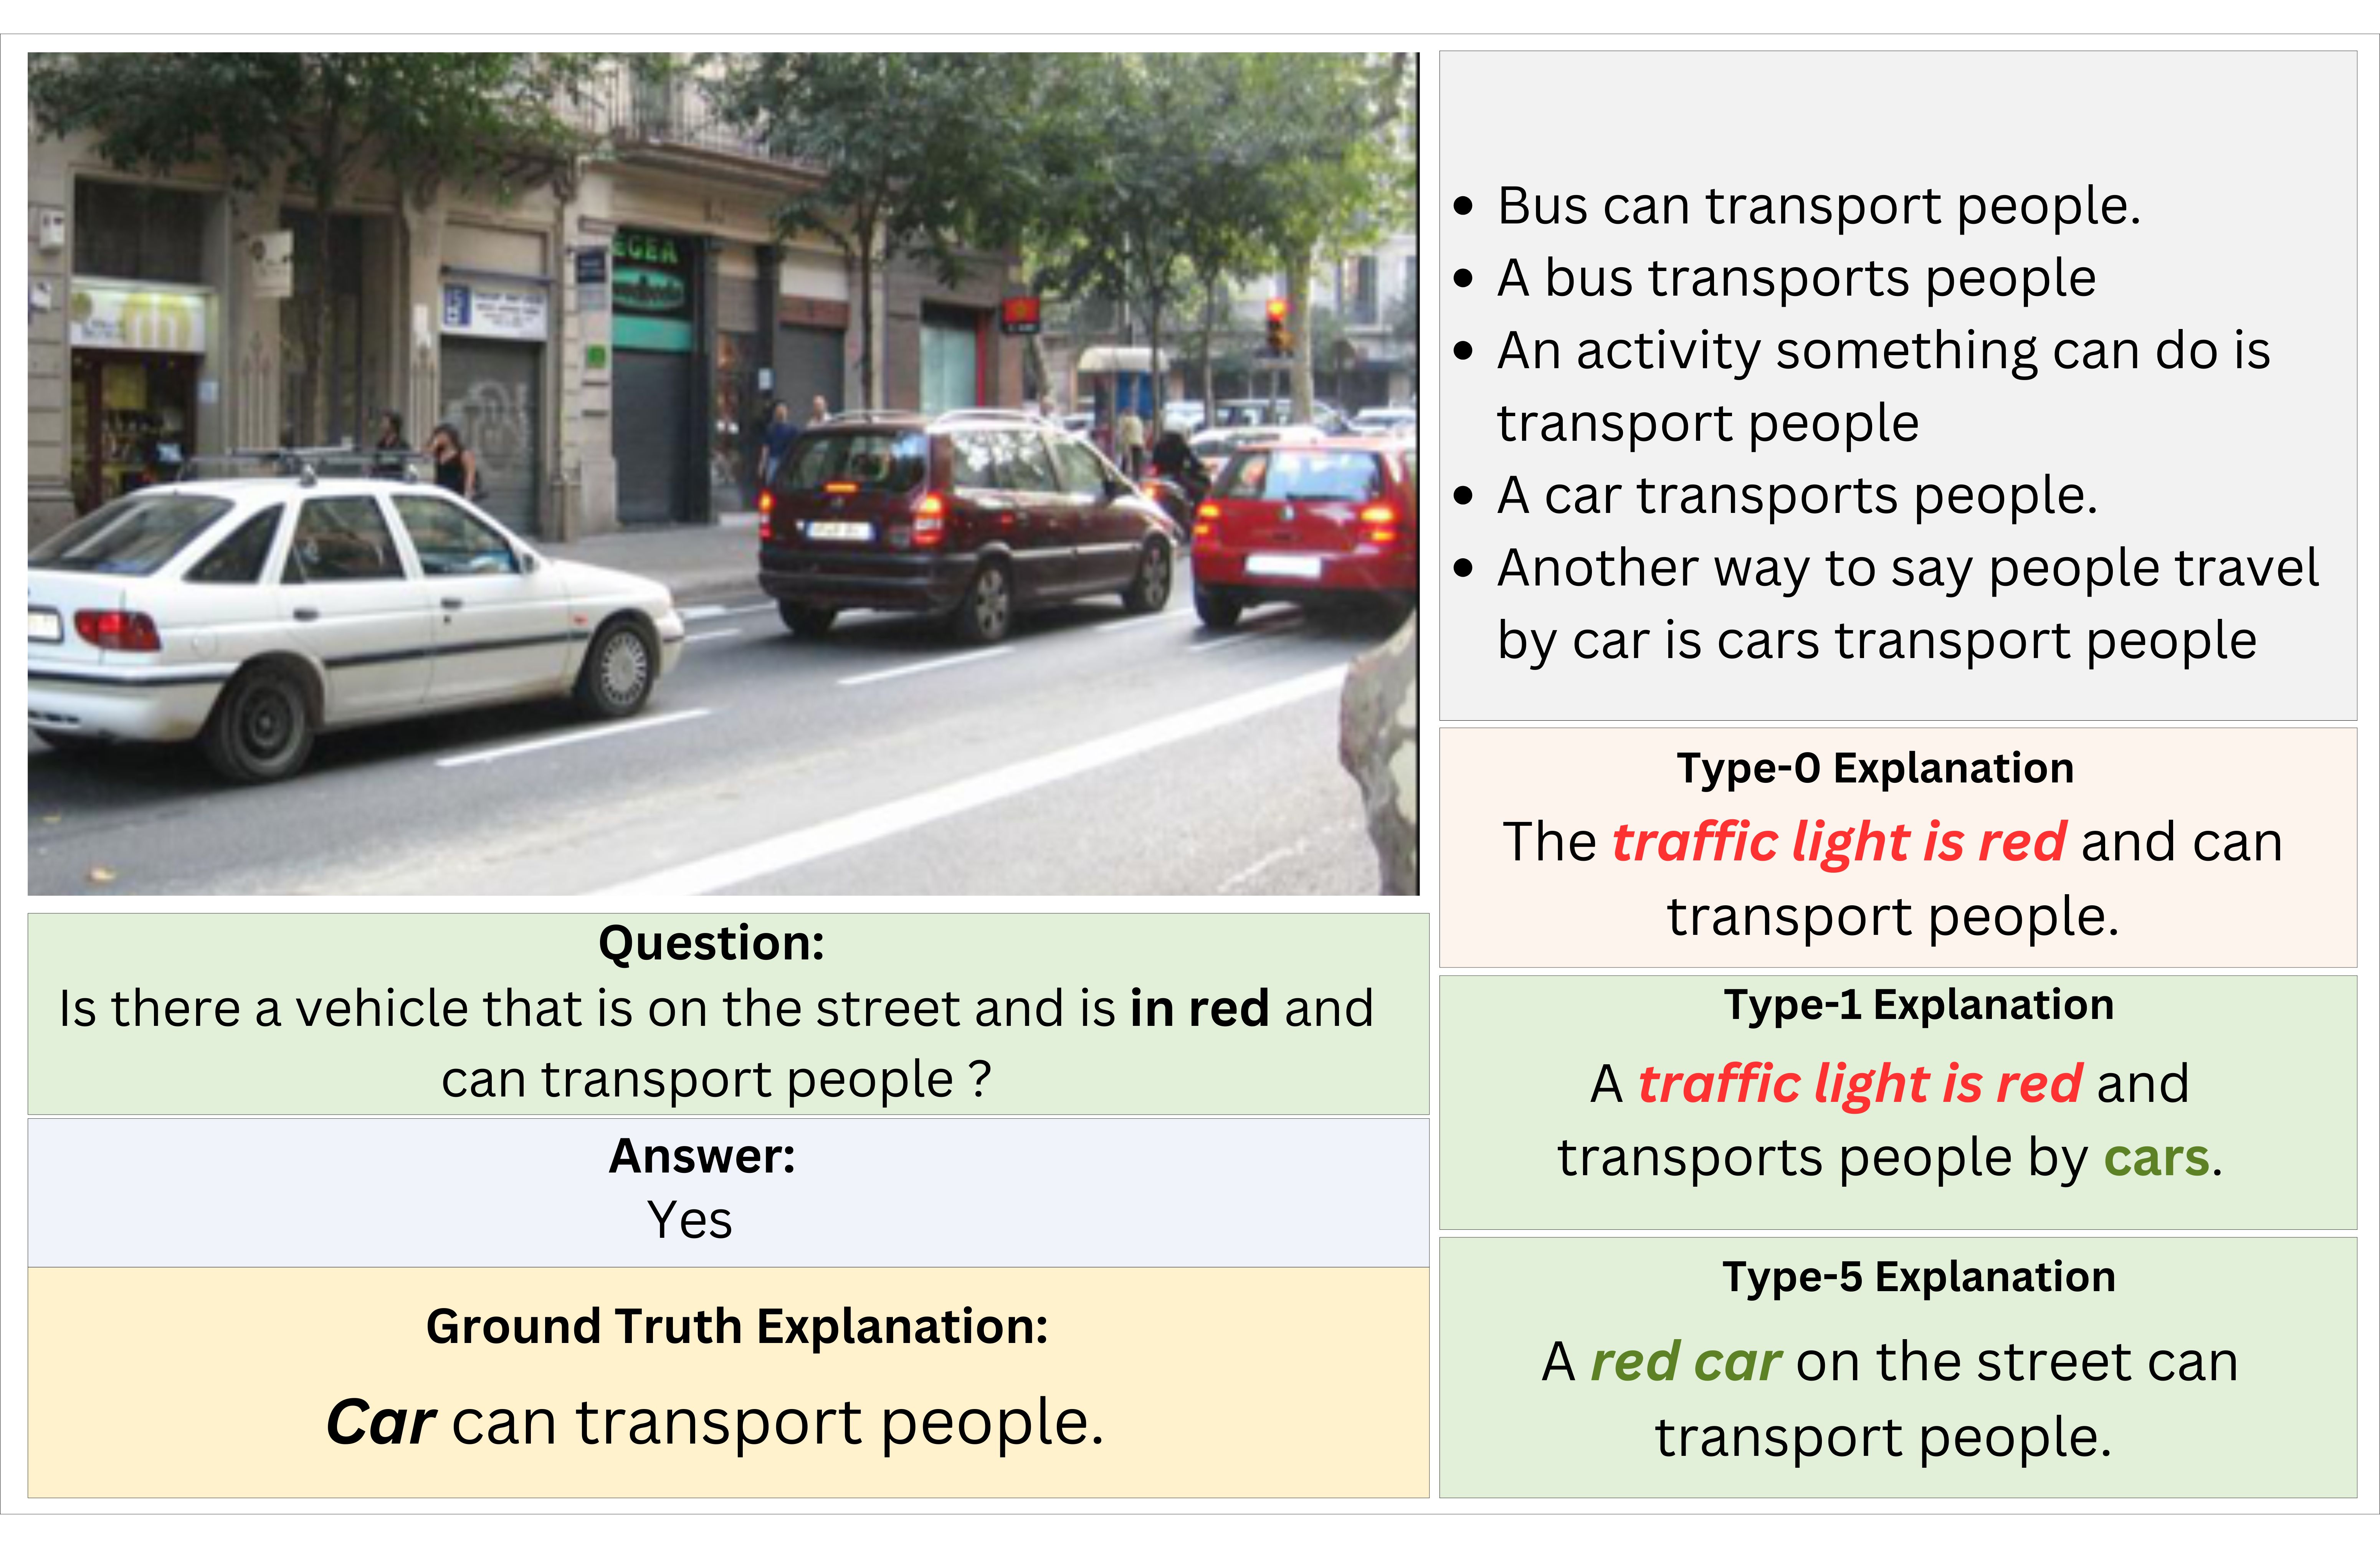 EGEA
• Bus can transport people.
• A bus transports people
• An activity something can do is
transport people
• A car transports people.
• Another way to say people travel
by car is cars transport people
Type-0 Explanation
The traffic light is red and can
transport people.
Type-1 Explanation
A traffic light is red and
transports people by cars.
Type-5 Explanation
A red car on the street can
transport people.
Question:
Is there a vehicle that is on the street and is in red and
can transport people ?
Answer:
Yes
Ground Truth Explanation:
Car can transport people.